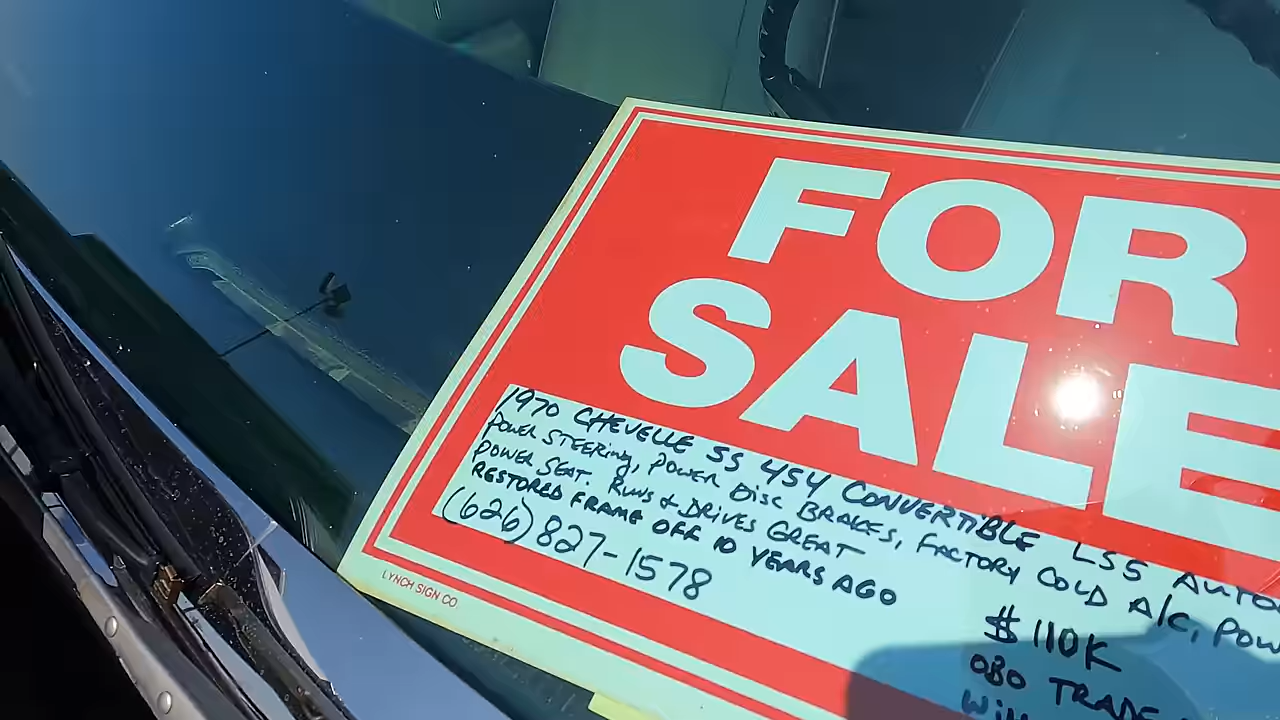 FOR
SALE
1970 CHEVELLE SS 454 CONVERTIBLE LS5 AUTO
POWER STEERING, POWER DISC BRAKES, FACTORY COLD A/C, POW
POWER SEAT. RUNS & DRIVES GREAT
RESTORED FRAME OFF 10 YEARS AGO
(626) 827-1578
$110K
OBO TRADE
WILL
LYNCH SIGN CO